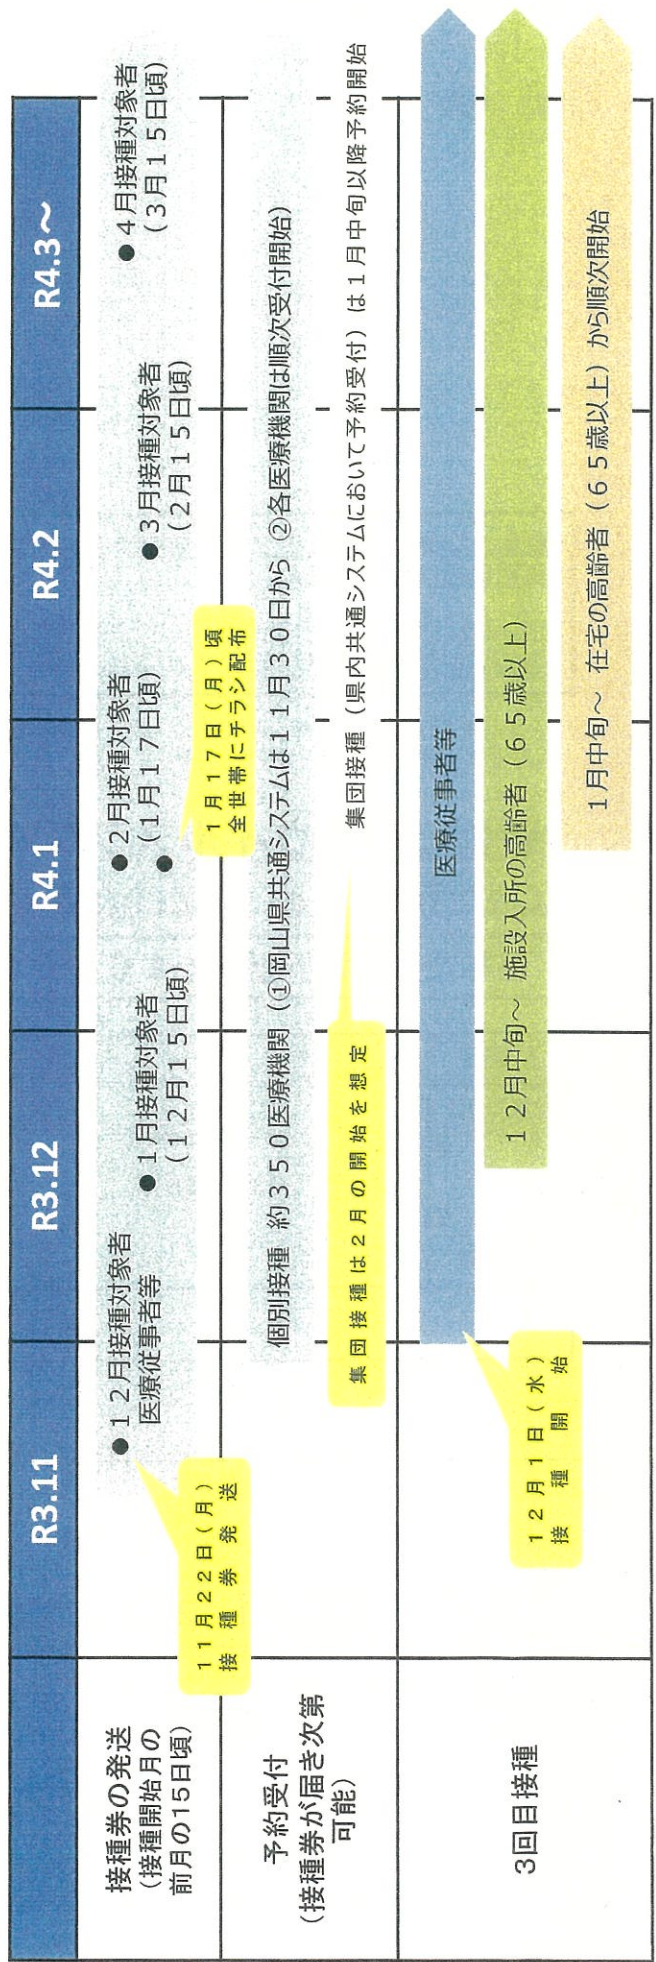 R3.11
R3.12
R4.1
R4.2
R4.3～
接種券の発送
（接種開始月の
前月の15日頃）
●１２月接種対象者
医療従事者等
●１月接種対象者
（１２月１５日頃）
●２月接種対象者
（１月１７日頃）
●
●３月接種対象者
（２月１５日頃）
●４月接種対象者
（３月１５日頃）
１１月２２日（月）
接種券発送
１月１７日（月）頃
全世帯にチラシ配布
予約受付
（接種券が届き次第
可能）
個別接種 約３５０医療機関（①岡山県共通システムは１１月３０日から ②各医療機関は順次受付開始）
集団接種は２月の開始を想定
集団接種（県内共通システムにおいて予約受付）は１月中旬以降予約開始
3回目接種
医療従事者等
１２月中旬～ 施設入所の高齢者（６５歳以上）
１月中旬～ 在宅の高齢者（６５歳以上）から順次開始
１２月１日（水）
接種開始